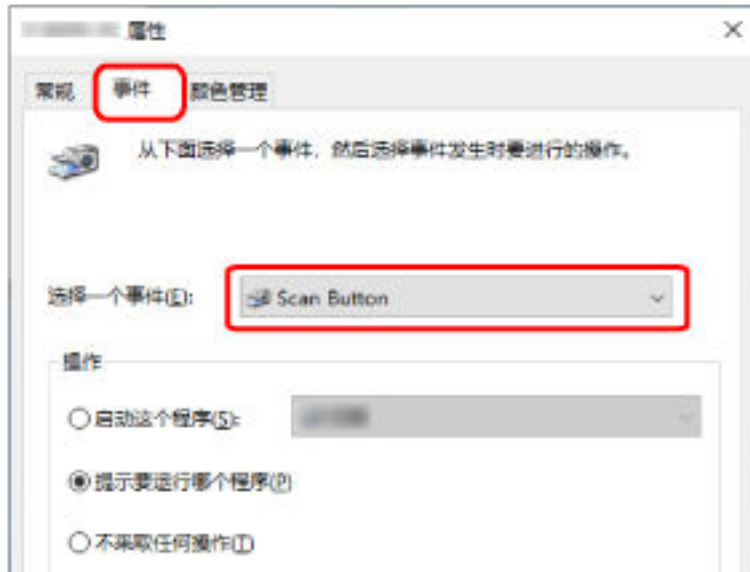 属性
常规 事件 颜色管理
从下面选择一个事件，然后选择事件发生时要进行的操作。
选择一个事件(E): Scan Button
操作
启动这个程序(S):
提示要运行哪个程序(P)
不采取任何操作(T)